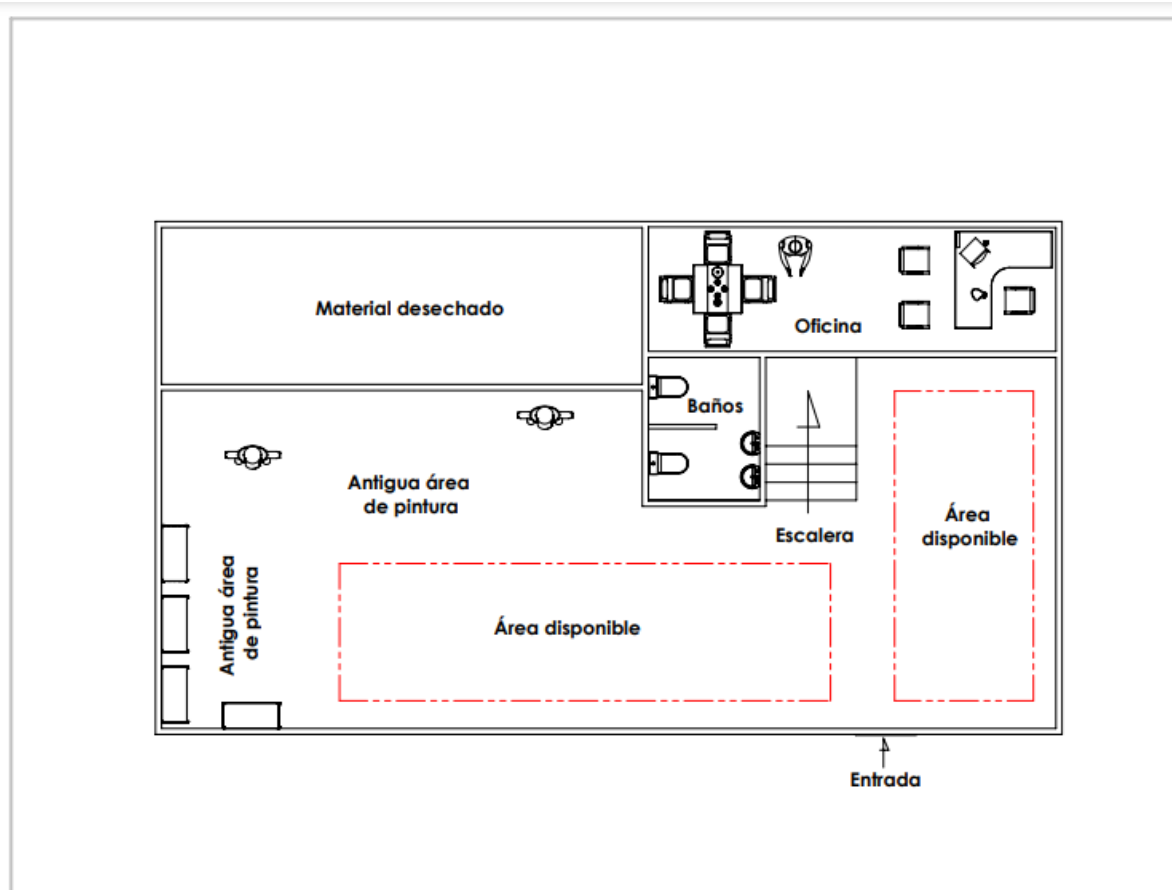 Material desechado
Oficina
Baños
Antigua área
de pintura
Escalera
Área
disponible
Antigua área
de pintura
Área disponible
Entrada